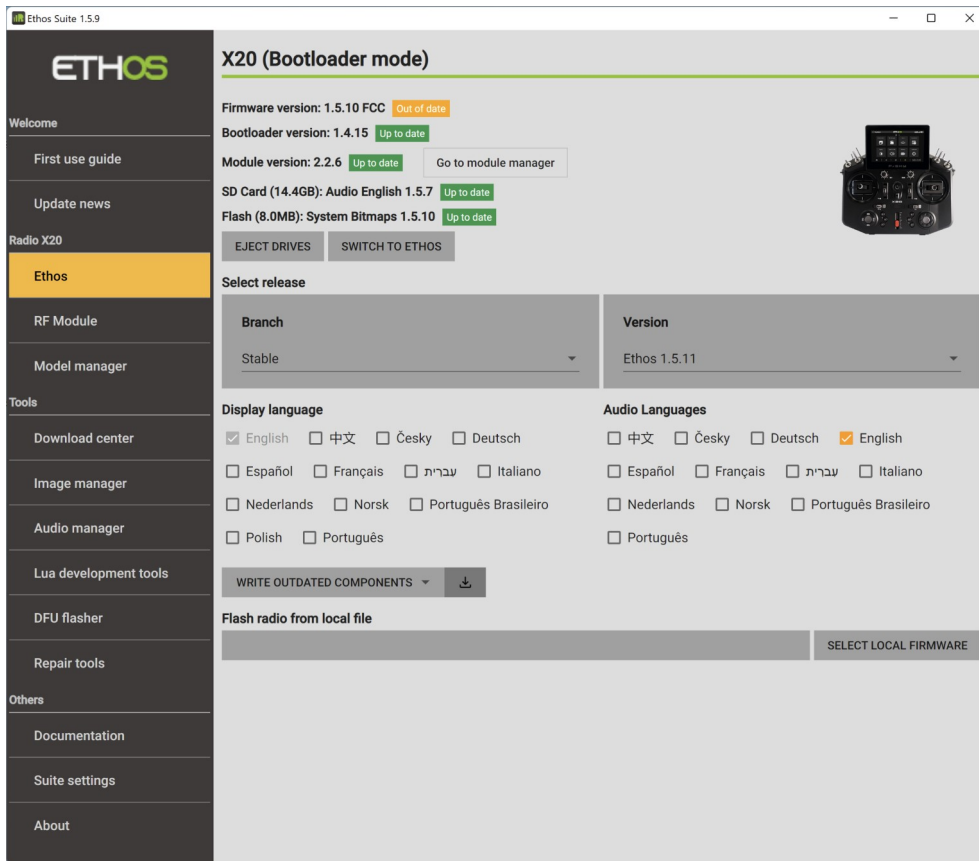 Ethos Suite 1.5.9
ETHOS
Welcome
First use guide
Update news
Radio X20
Ethos
RF Module
Model manager
Tools
Download center
Image manager
Audio manager
Lua development tools
DFU flasher
Repair tools
Others
Documentation
Suite settings
About
X20 (Bootloader mode)
Firmware version: 1.5.10 FCC Out of date
Bootloader version: 1.4.15 Up to date
Module version: 2.2.6 Up to date Go to module manager
SD Card (14.4GB): Audio English 1.5.7 Up to date
Flash (8.0MB): System Bitmaps 1.5.10 Up to date
EJECT DRIVES SWITCH TO ETHOS
Select release
Branch
Stable
Version
Ethos 1.5.11
Display language
English 中文 Česky Deutsch
Español Français עברית Italiano
Nederlands Norsk Português Brasileiro
Polish Português
Audio Languages
中文 Česky Deutsch English
Español Français עברית Italiano
Nederlands Norsk Português Brasileiro
Português
WRITE OUTDATED COMPONENTS
Flash radio from local file
SELECT LOCAL FIRMWARE